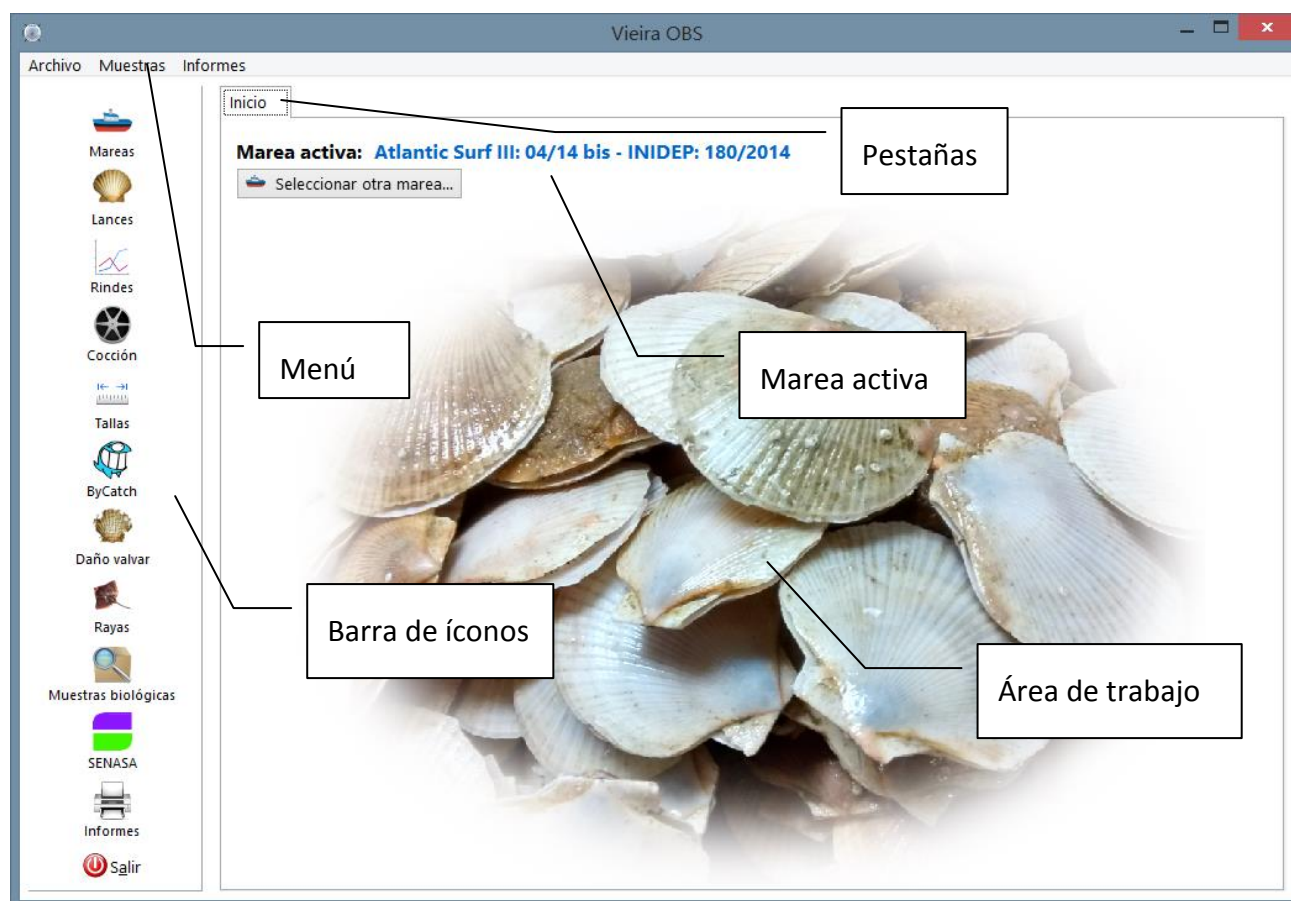 Vieira OBS
Archivo Muestras Informes
Inicio
Marea activa: Atlantic Surf III: 04/14 bis - INIDEP: 180/2014
Seleccionar otra marea...
Mareas
Lances
Rindes
Cocción
Tallas
ByCatch
Daño valvar
Rayas
Muestras biológicas
SENASA
Informes
Salir
Pestañas
Menú
Marea activa
Barra de íconos
Área de trabajo